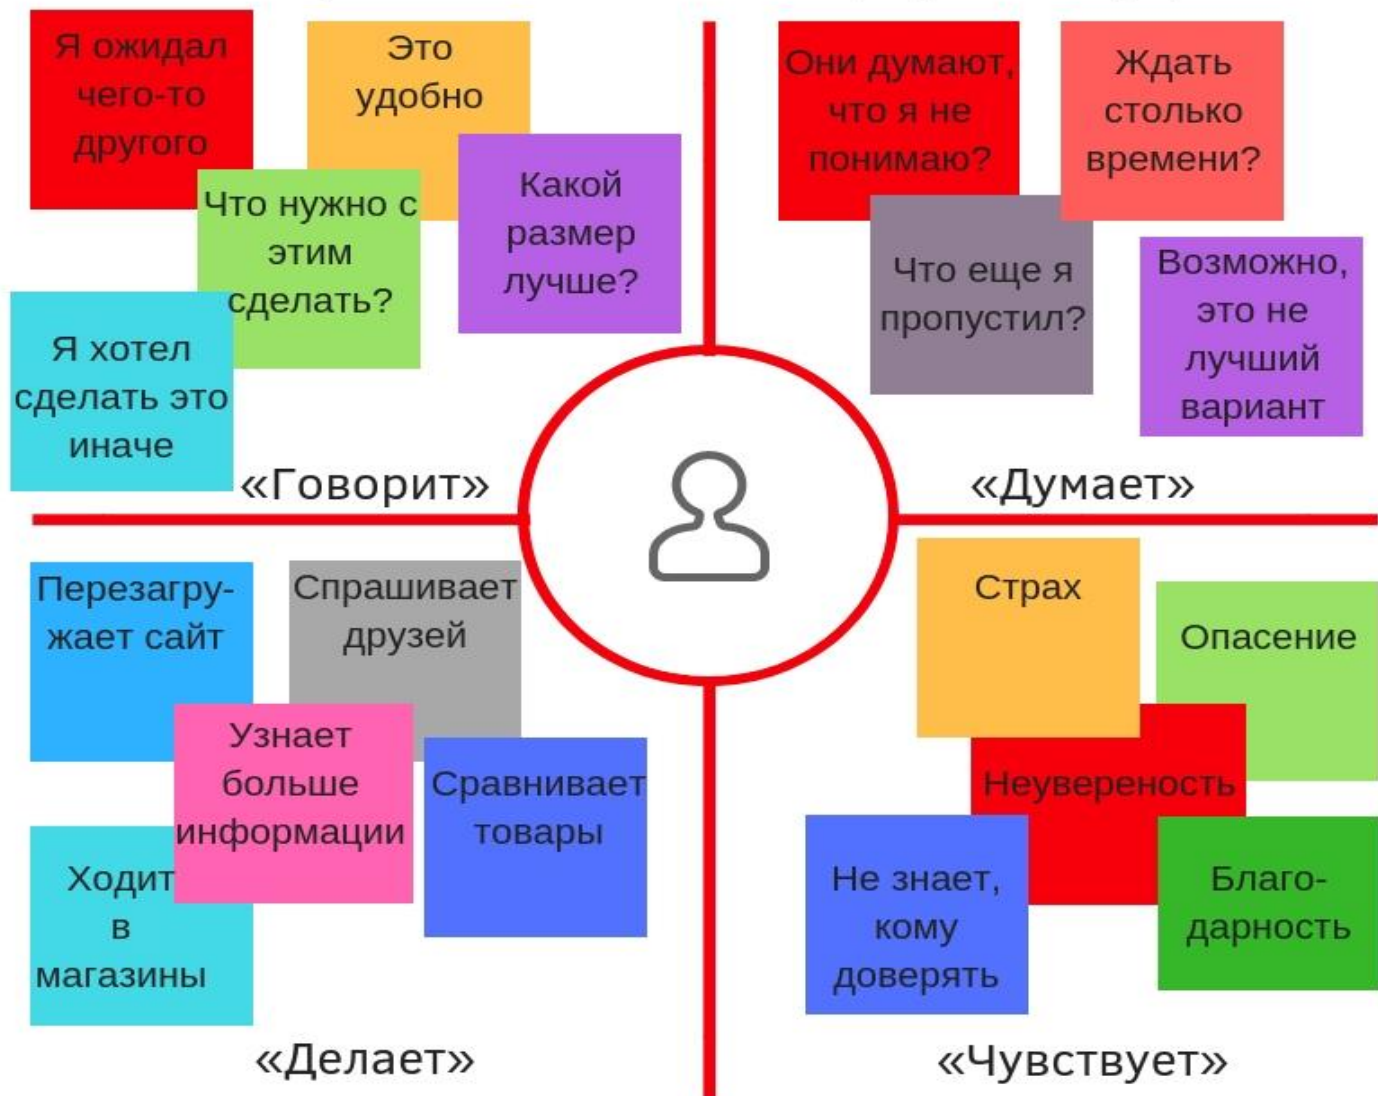 Я ожидал
чего-то
другого
Это
удобно
Что нужно с
этим
сделать?
Какой
размер
лучше?
Я хотел
сделать это
иначе
«Говорит»
Они думают,
что я не
понимаю?
Ждать
столько
времени?
Что еще я
пропустил?
Возможно,
это не
лучший
вариант
«Думает»
Перезагру-
жает сайт
Спрашивает
друзей
Узнает
больше
информации
Сравнивает
товары
Ходит
в
магазины
«Делает»
Страх
Опасение
Неувереность
Не знает,
кому
доверять
Благо-
дарность
«Чувствует»